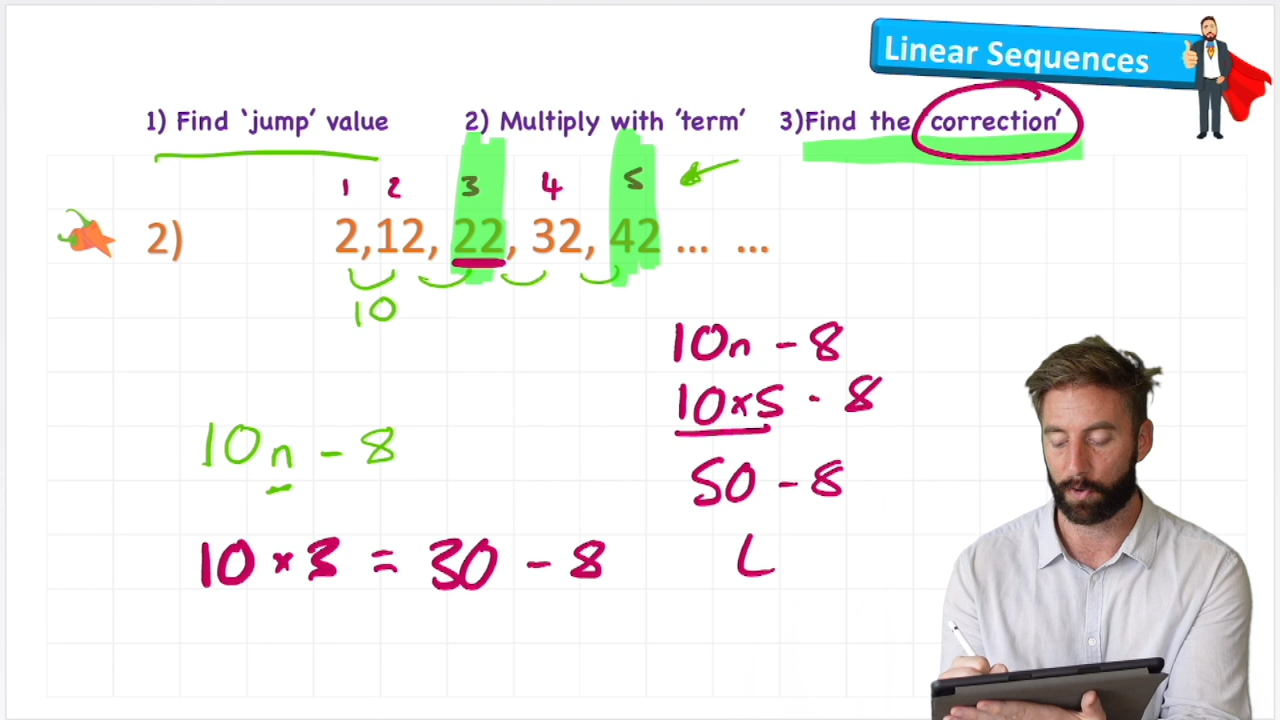 Linear Sequences
1) Find ‘jump’ value 2) Multiply with ‘term’ 3)Find the ‘correction’
1 2 3 4 5
2) 2,12, 22, 32, 42 ... ...
10
10n - 8
10×5 - 8
10n - 8
50 - 8
10×3 = 30 - 8